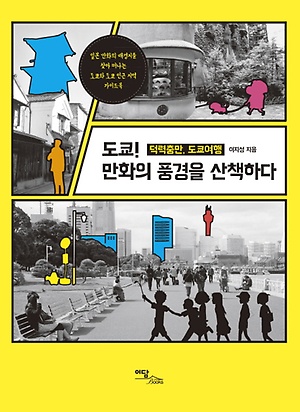 일본 만화의 배경지를
찾아 떠나는
도쿄와 도쿄 인근 지역
가이드북
도쿄! 덕력충만, 도쿄여행 이지성 지음
만화의 풍경을 산책하다
이담
BOOKS